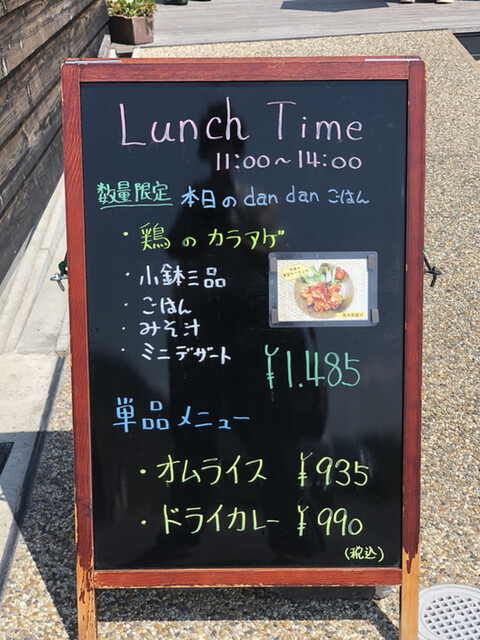 Lunch Time
11:00～14:00
数量限定 本日のdan dan ごはん
・鶏のカラアゲ
・小鉢三品
・ごはん
・みそ汁
・ミニデザート
¥1.485
単品メニュー
・オムライス ¥935
・ドライカレー ¥990
(税込)